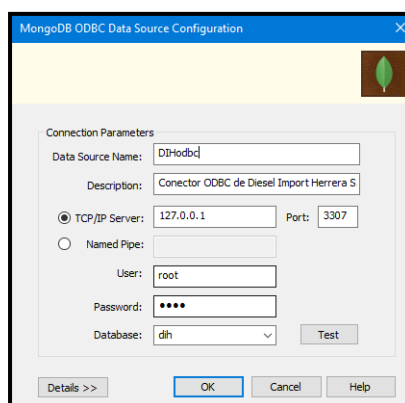 MongoDB ODBC Data Source Configuration
Connection Parameters
Data Source Name: DIHodbc
Description: Conector ODBC de Diesel Import Herrera S
TCP/IP Server: 127.0.0.1 Port: 3307
Named Pipe:
User: root
Password: ••••
Database: dih Test
Details >> OK Cancel Help